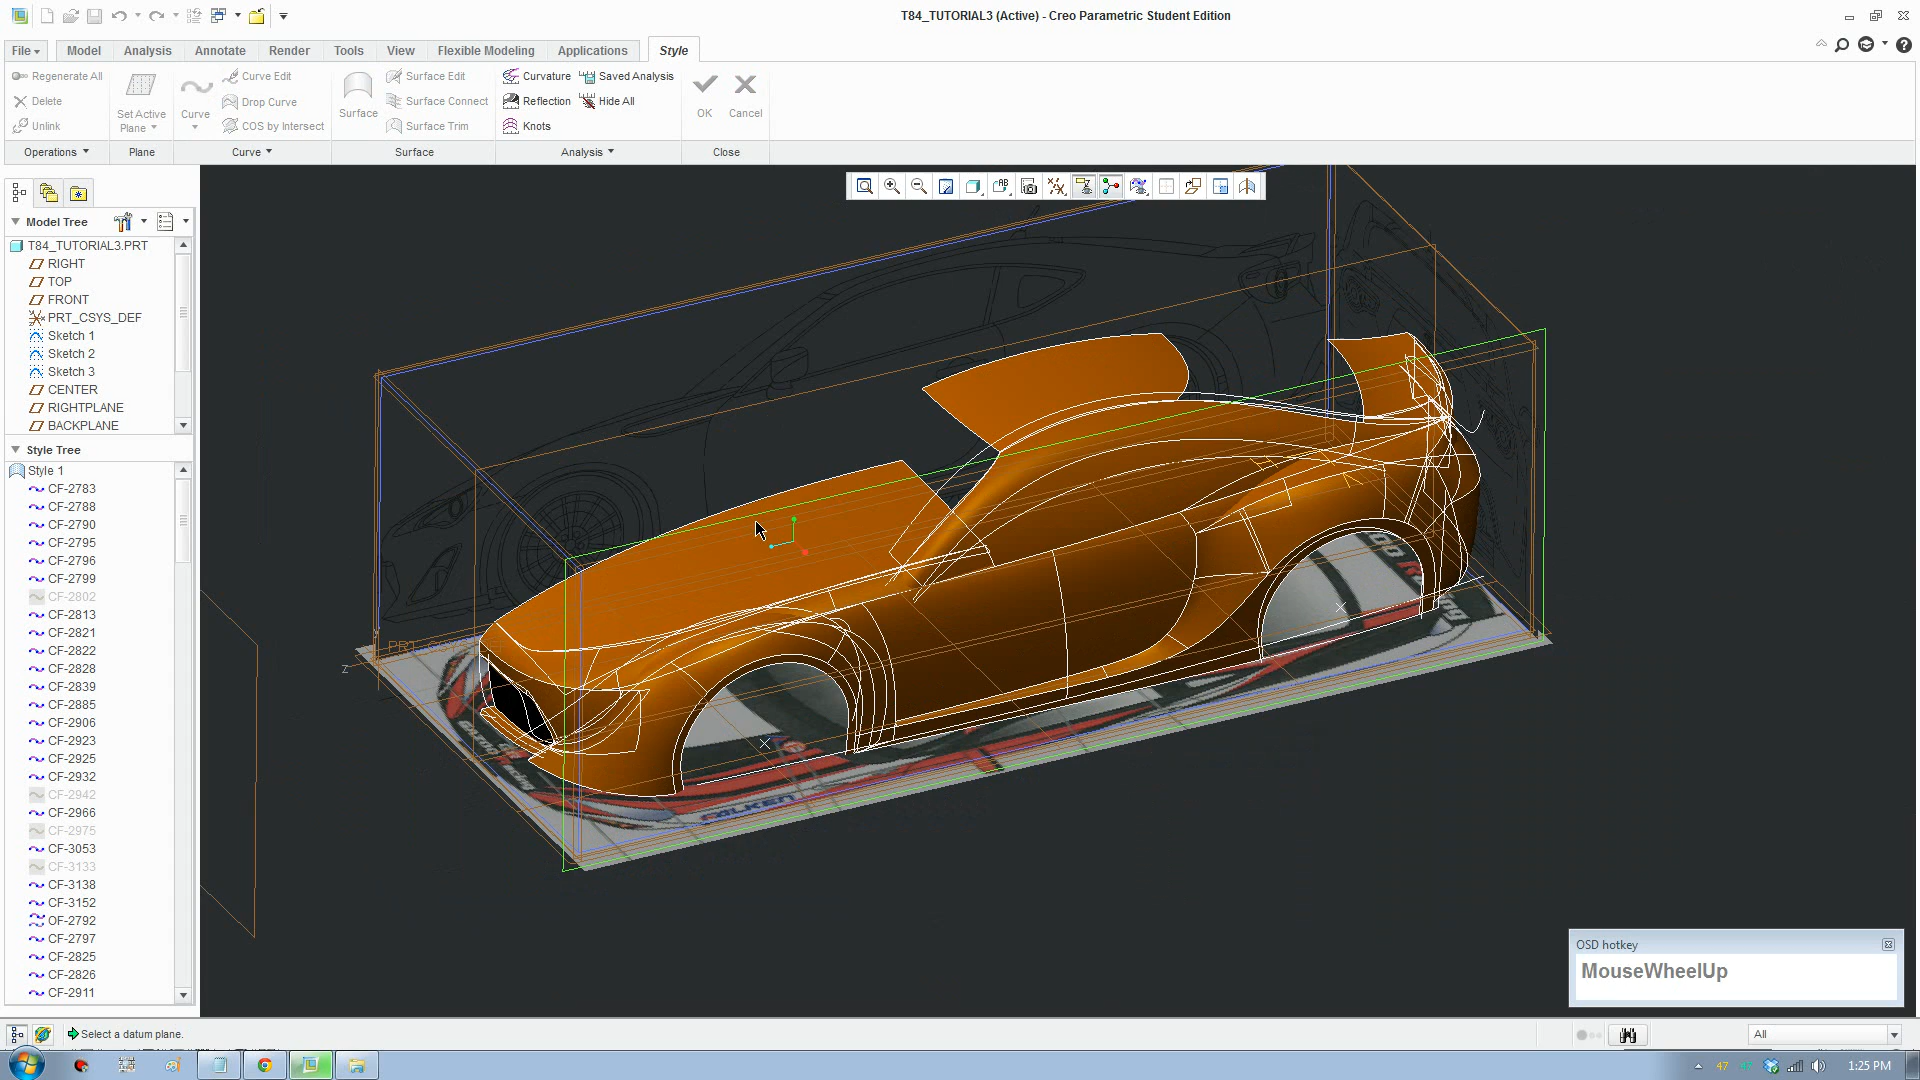 T84_TUTORIAL3 (Active) - Creo Parametric Student Edition
File
Model
Analysis
Annotate
Render
Tools
View
Flexible Modeling
Applications
Style
Regenerate All
Delete
Unlink
Set Active
Plane
Curve
Curve Edit
Drop Curve
COS by Intersect
Surface
Surface Edit
Surface Connect
Surface Trim
Curvature
Reflection
Knots
Saved Analysis
Hide All
OK
Cancel
Operations
Plane
Curve
Surface
Analysis
Close
Model Tree
T84_TUTORIAL3.PRT
RIGHT
TOP
FRONT
PRT_CSYS_DEF
Sketch 1
Sketch 2
Sketch 3
CENTER
RIGHTPLANE
BACKPLANE
Style Tree
Style 1
CF-2783
CF-2788
CF-2790
CF-2795
CF-2796
CF-2799
CF-2802
CF-2813
CF-2821
CF-2822
CF-2828
CF-2839
CF-2885
CF-2906
CF-2923
CF-2925
CF-2932
CF-2942
CF-2966
CF-2975
CF-3053
CF-3133
CF-3138
CF-3152
OF-2792
CF-2797
CF-2825
CF-2826
CF-2911
Z
FALKEN
OSD hotkey
MouseWheelUp
Select a datum plane.
All
47
1:25 PM